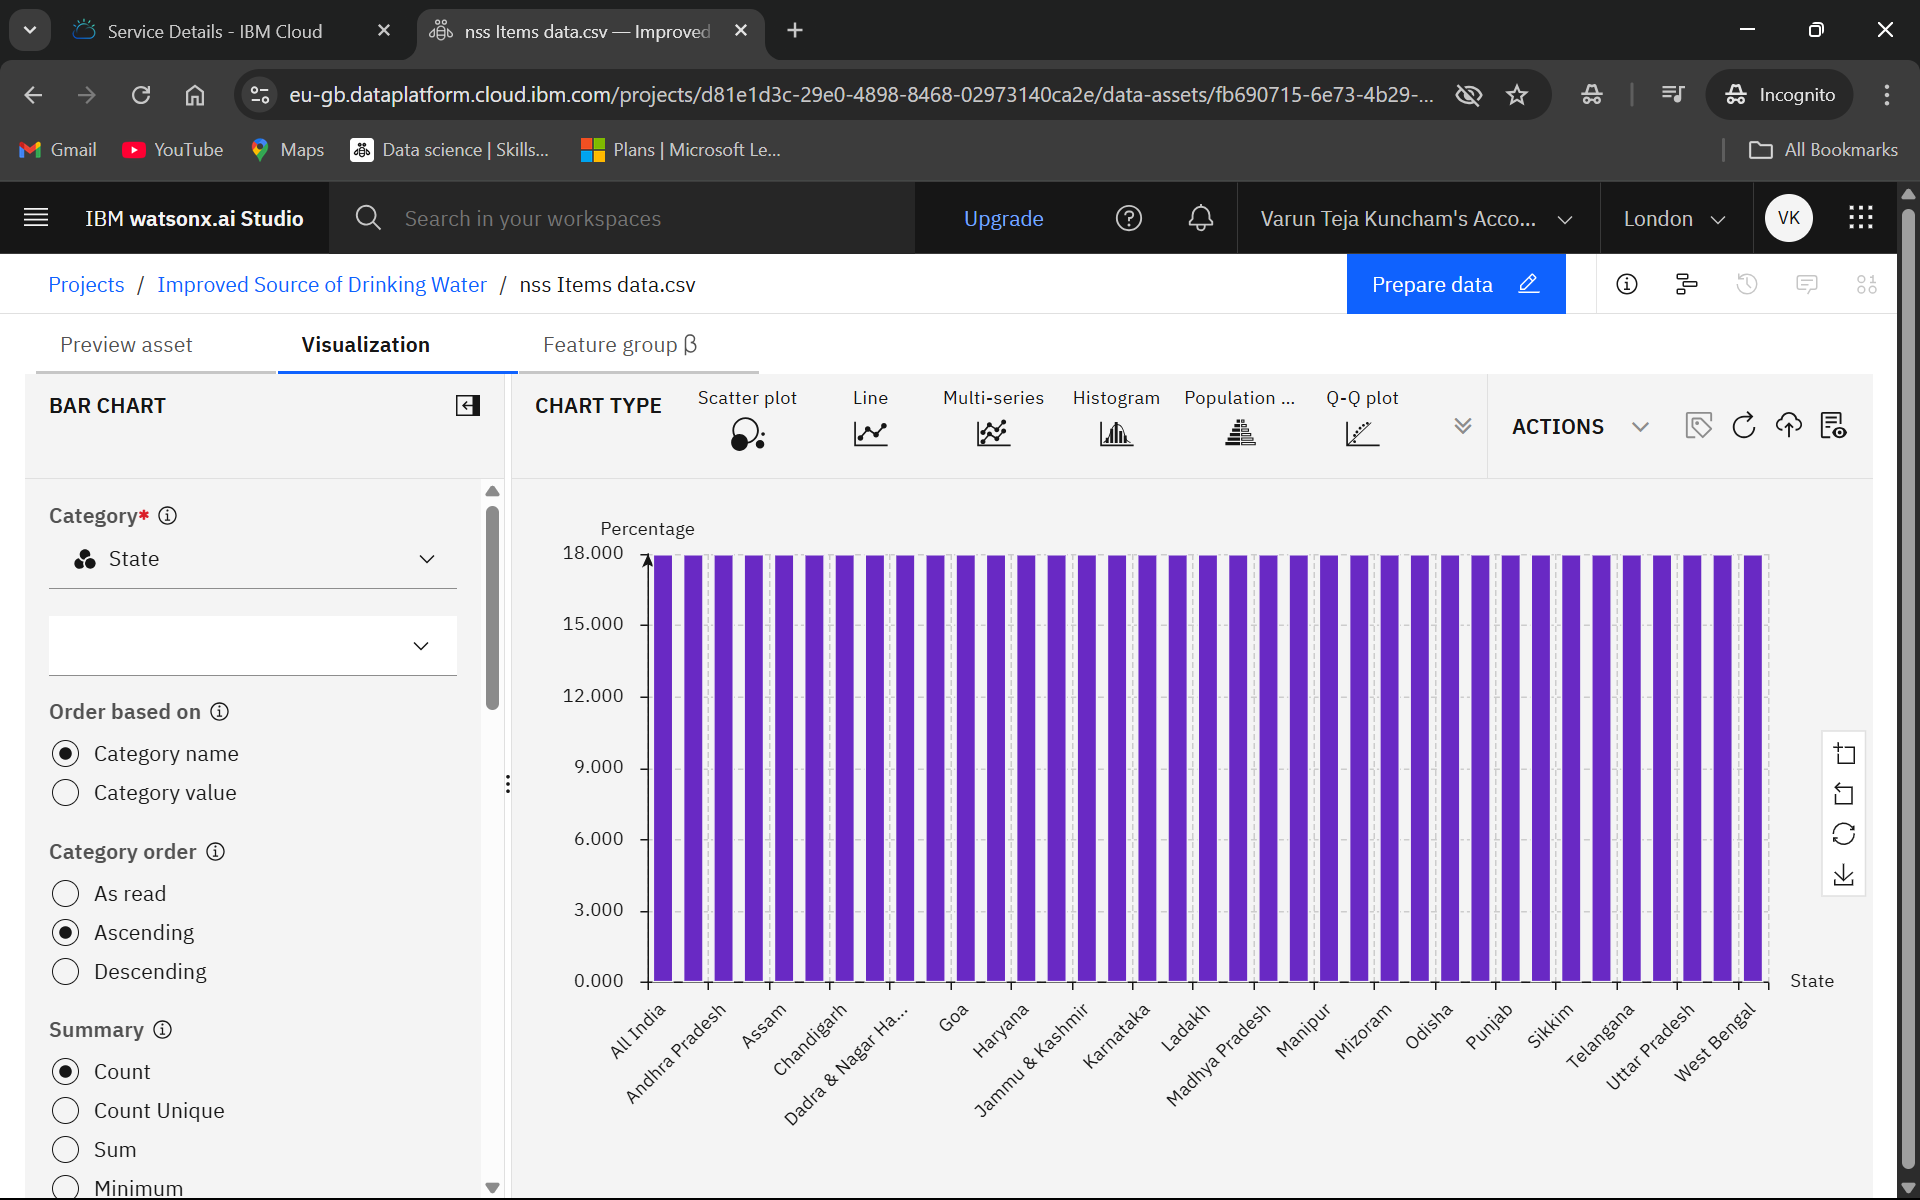 Service Details - IBM Cloud
nss Items data.csv — Improved
eu-gb.dataplatform.cloud.ibm.com/projects/d81e1d3c-29e0-4898-8468-02973140ca2e/data-assets/fb690715-6e73-4b29-...
Incognito
Gmail
YouTube
Maps
Data science | Skills...
Plans | Microsoft Le...
All Bookmarks
IBM watsonx.ai Studio
Search in your workspaces
Upgrade
Varun Teja Kuncham's Acco...
London
VK
Projects / Improved Source of Drinking Water / nss Items data.csv
Prepare data
Preview asset
Visualization
Feature group β
BAR CHART
CHART TYPE
Scatter plot
Line
Multi-series
Histogram
Population ...
Q-Q plot
ACTIONS
Category*
State
Order based on
Category name
Category value
Category order
As read
Ascending
Descending
Summary
Count
Count Unique
Sum
Minimum
Percentage
18.000
15.000
12.000
9.000
6.000
3.000
0.000
State
All India
Andhra Pradesh
Assam
Chandigarh
Dadra & Nagar Ha...
Goa
Haryana
Jammu & Kashmir
Karnataka
Ladakh
Madhya Pradesh
Manipur
Mizoram
Odisha
Punjab
Sikkim
Telangana
Uttar Pradesh
West Bengal